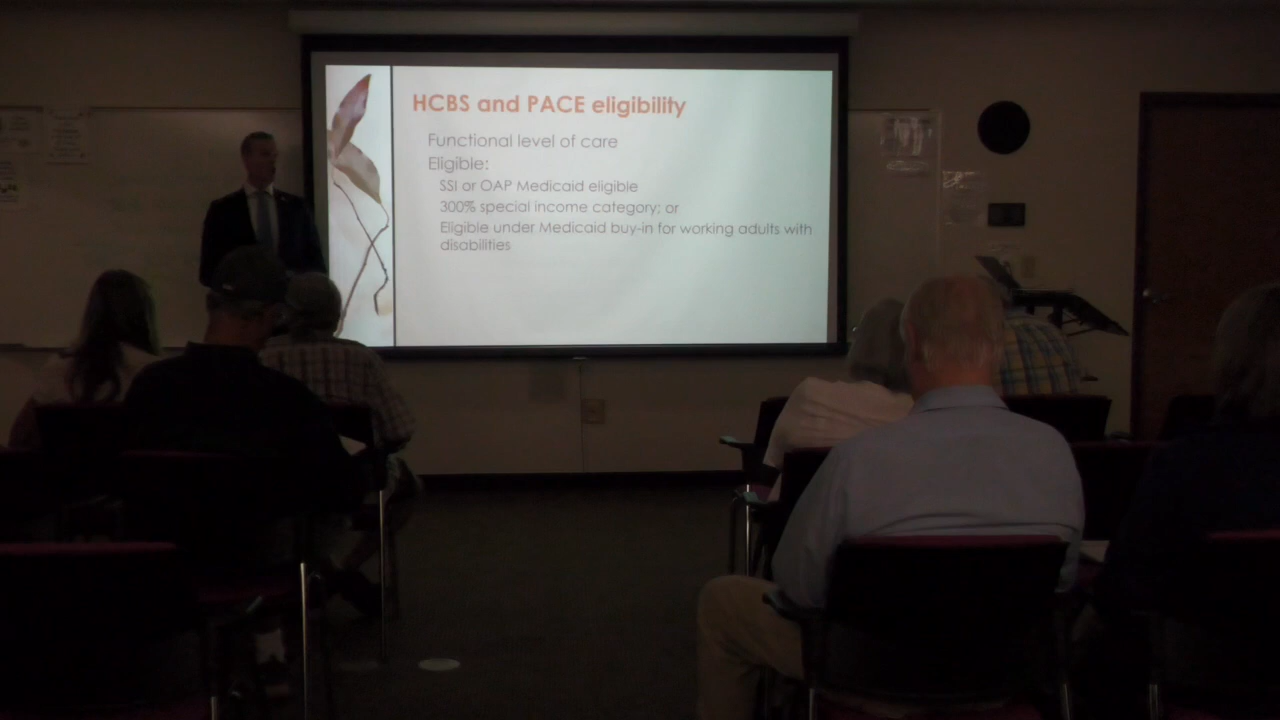 HCBS and PACE eligibility
Functional level of care
Eligible:
SSI or OAP Medicaid eligible
300% special income category; or
Eligible under Medicaid buy-in for working adults with
disabilities